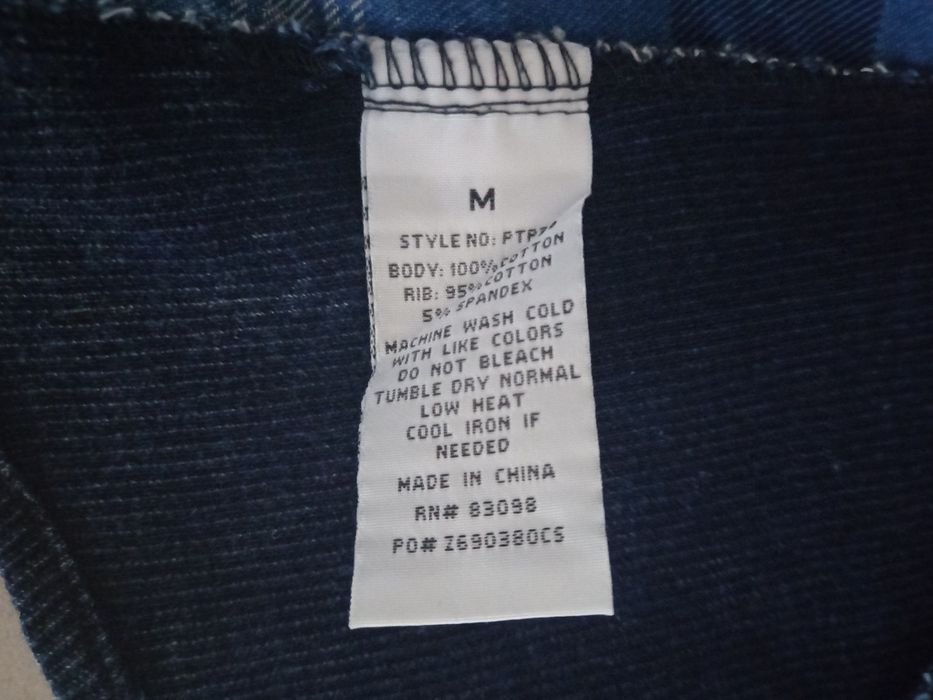 M
STYLE NO:
BODY: 100% COTTON
RIB: 95% COTTON
5% SPANDEX
MACHINE WASH COLD
WITH LIKE COLORS
DO NOT BLEACH
TUMBLE DRY NORMAL
LOW HEAT
COOL IRON IF
NEEDED
MADE IN CHINA
RN# 83098
PO# Z690380CS